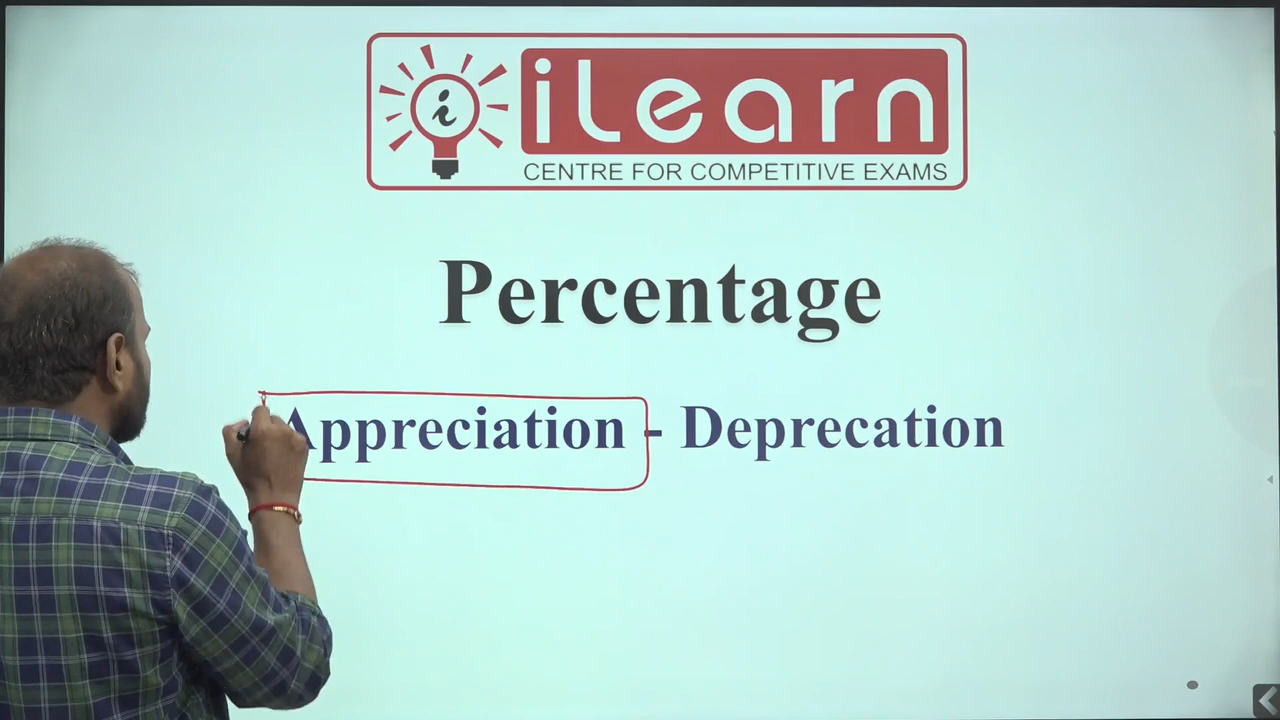 i iLearn
CENTRE FOR COMPETITIVE EXAMS
Percentage
Appreciation - Deprecation